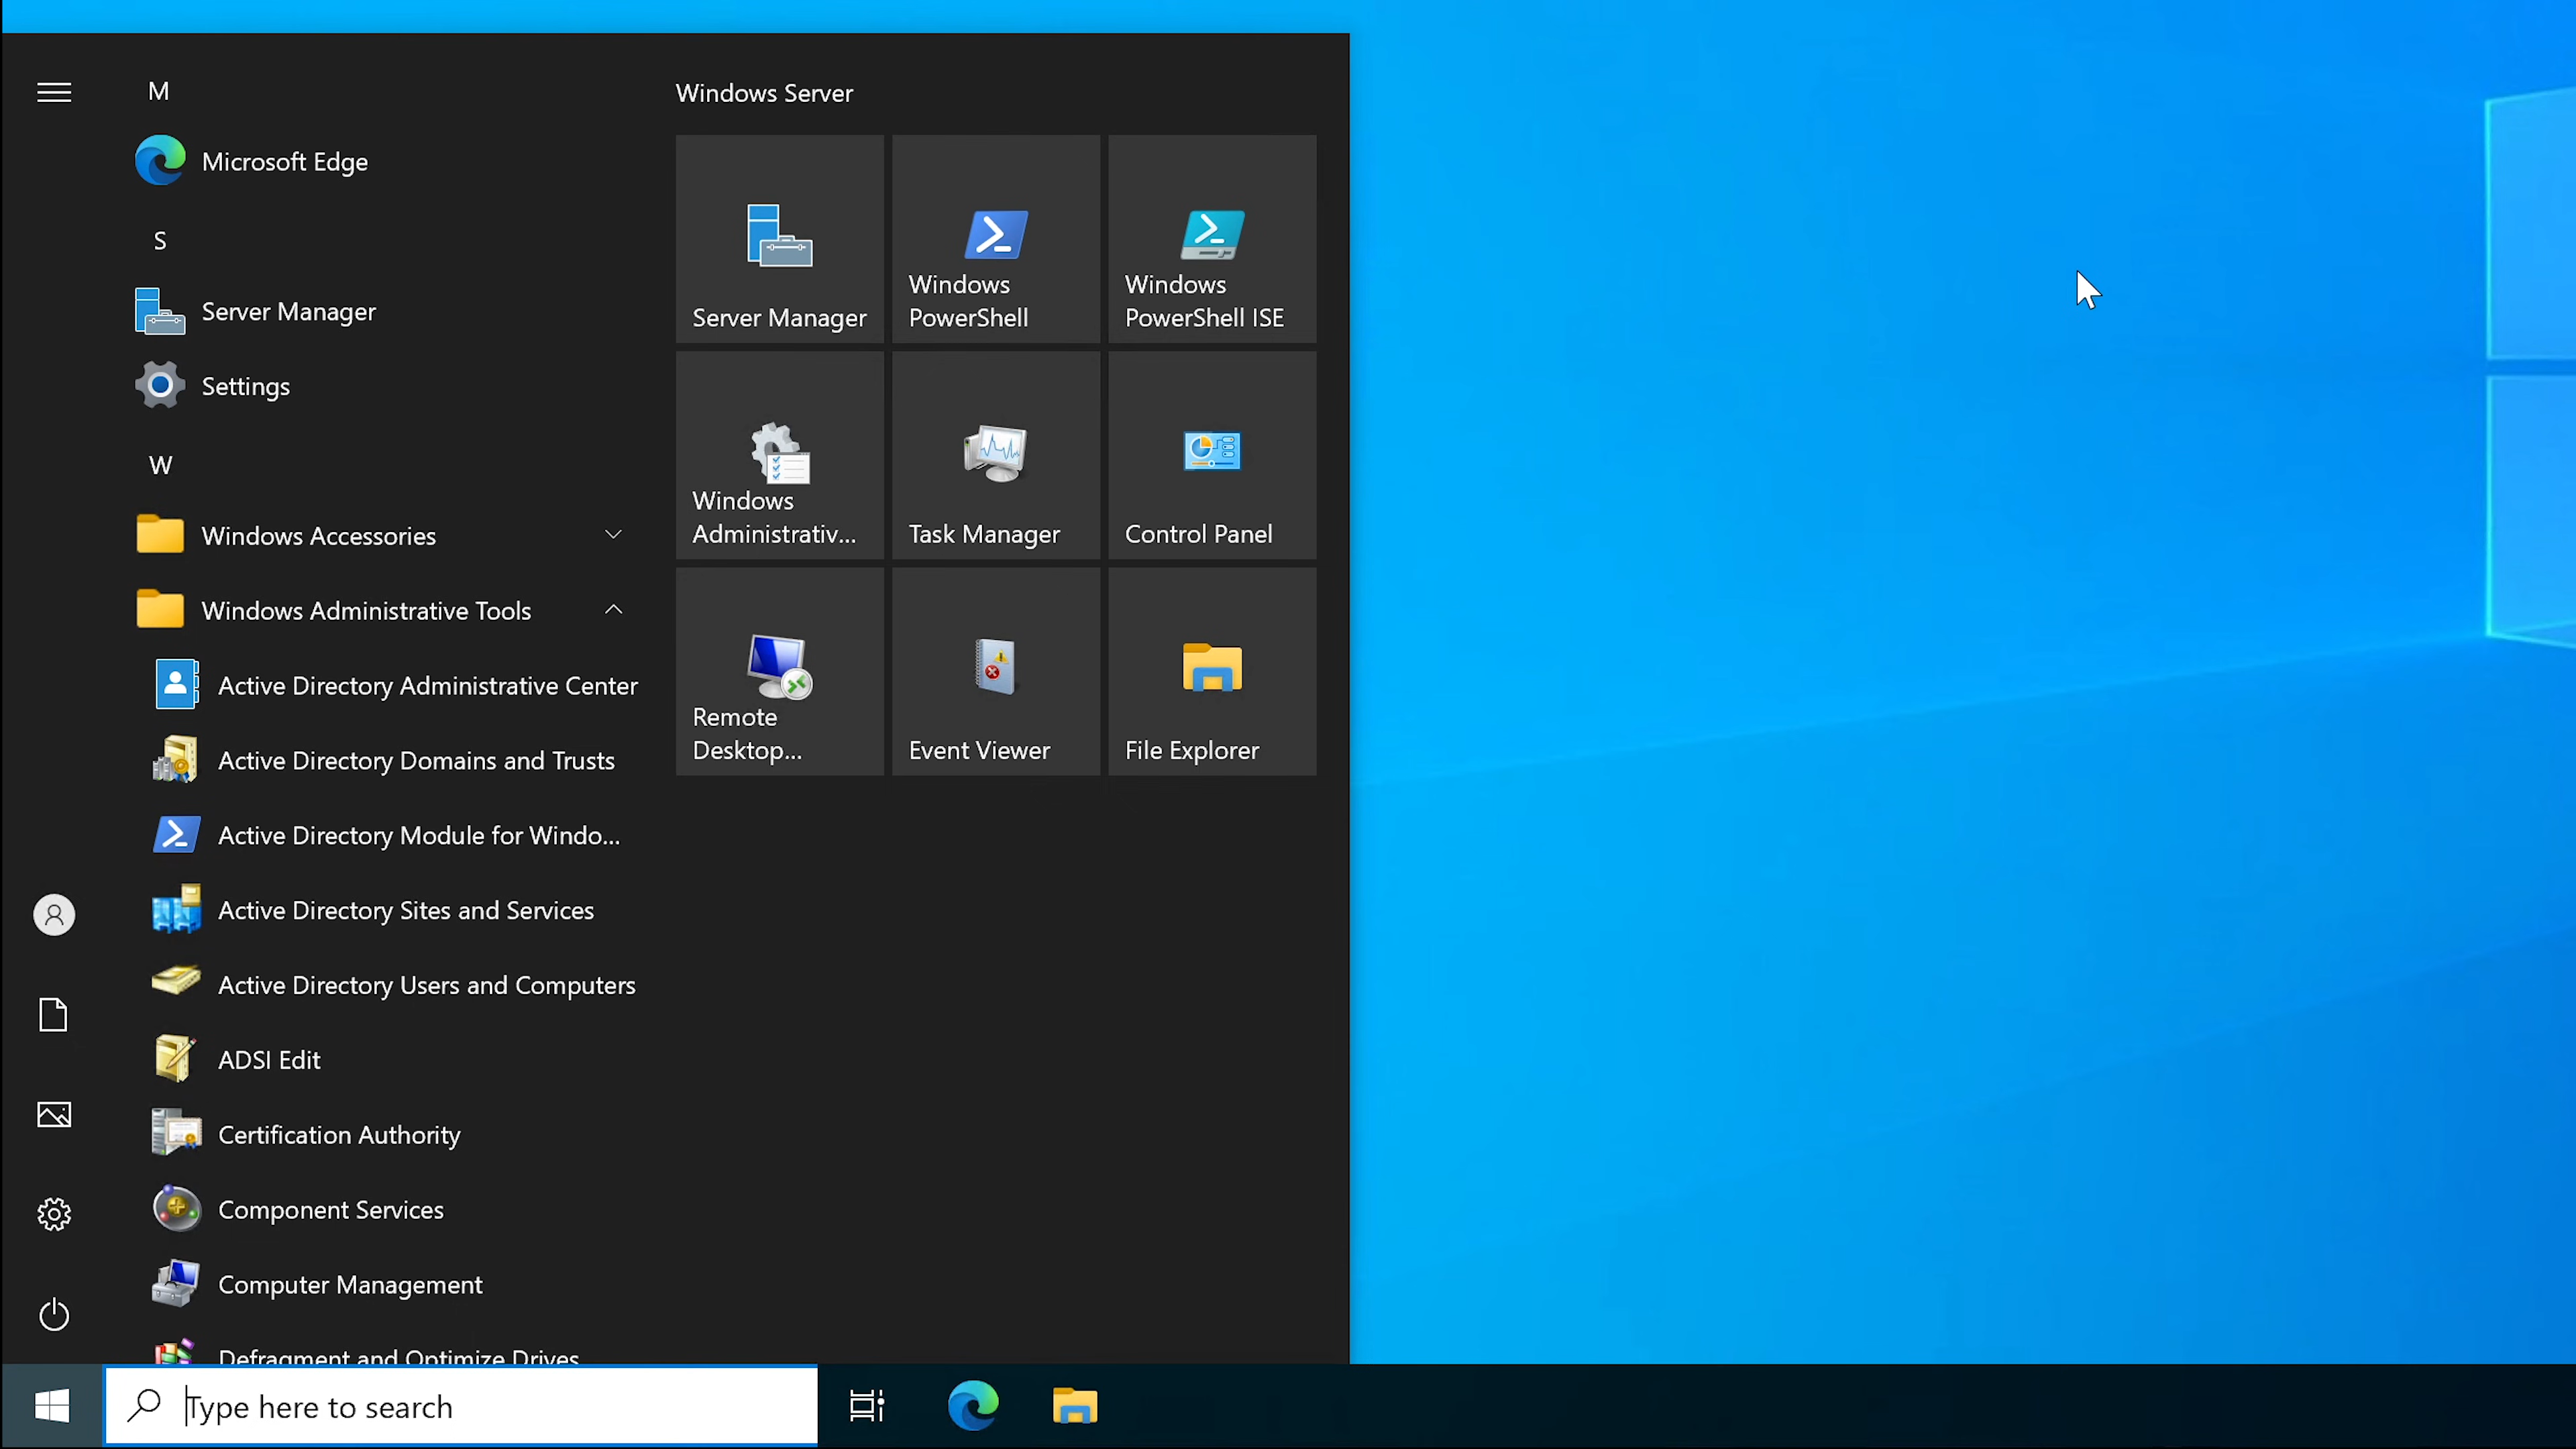 M
Microsoft Edge
S
Server Manager
Settings
W
Windows Accessories
Windows Administrative Tools
Active Directory Administrative Center
Active Directory Domains and Trusts
Active Directory Module for Windo...
Active Directory Sites and Services
Active Directory Users and Computers
ADSI Edit
Certification Authority
Component Services
Computer Management
Defragment and Optimize Drives
Windows Server
Server Manager
Windows
PowerShell
Windows
PowerShell ISE
Windows
Administrativ...
Task Manager
Control Panel
Remote
Desktop...
Event Viewer
File Explorer
Type here to search